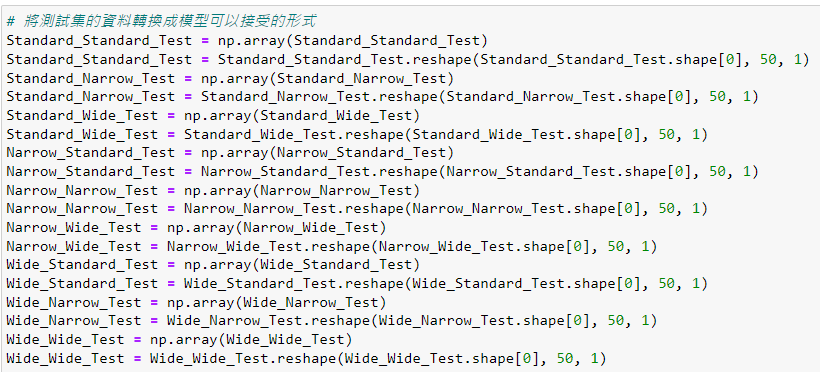 # 將測試集的資料轉換成模型可以接受的形式
Standard_Standard_Test = np.array(Standard_Standard_Test)
Standard_Standard_Test = Standard_Standard_Test.reshape(Standard_Standard_Test.shape[0], 50, 1)
Standard_Narrow_Test = np.array(Standard_Narrow_Test)
Standard_Narrow_Test = Standard_Narrow_Test.reshape(Standard_Narrow_Test.shape[0], 50, 1)
Standard_Wide_Test = np.array(Standard_Wide_Test)
Standard_Wide_Test = Standard_Wide_Test.reshape(Standard_Wide_Test.shape[0], 50, 1)
Narrow_Standard_Test = np.array(Narrow_Standard_Test)
Narrow_Standard_Test = Narrow_Standard_Test.reshape(Narrow_Standard_Test.shape[0], 50, 1)
Narrow_Narrow_Test = np.array(Narrow_Narrow_Test)
Narrow_Narrow_Test = Narrow_Narrow_Test.reshape(Narrow_Narrow_Test.shape[0], 50, 1)
Narrow_Wide_Test = np.array(Narrow_Wide_Test)
Narrow_Wide_Test = Narrow_Wide_Test.reshape(Narrow_Wide_Test.shape[0], 50, 1)
Wide_Standard_Test = np.array(Wide_Standard_Test)
Wide_Standard_Test = Wide_Standard_Test.reshape(Wide_Standard_Test.shape[0], 50, 1)
Wide_Narrow_Test = np.array(Wide_Narrow_Test)
Wide_Narrow_Test = Wide_Narrow_Test.reshape(Wide_Narrow_Test.shape[0], 50, 1)
Wide_Wide_Test = np.array(Wide_Wide_Test)
Wide_Wide_Test = Wide_Wide_Test.reshape(Wide_Wide_Test.shape[0], 50, 1)